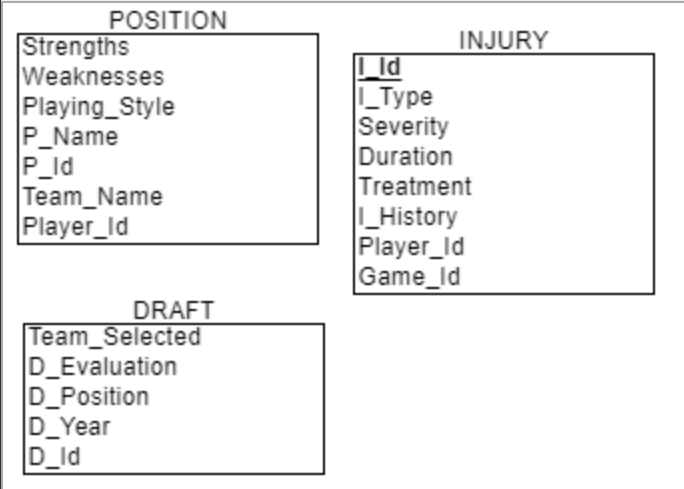 POSITION
Strengths
Weaknesses
Playing_Style
P_Name
P_Id
Team_Name
Player_Id
INJURY
I_Id
I_Type
Severity
Duration
Treatment
I_History
Player_Id
Game_Id
DRAFT
Team_Selected
D_Evaluation
D_Position
D_Year
D_Id